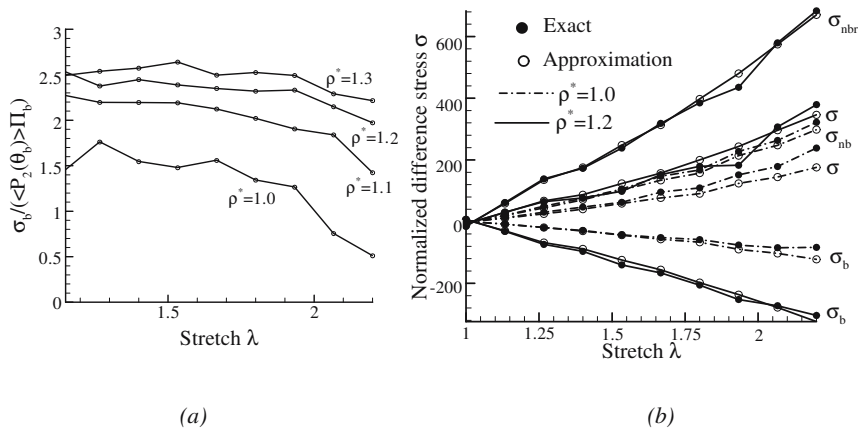 σb/(<P2(θb)>Πb)
3
2.5
2
1.5
1
0.5
0
ρ*=1.3
ρ*=1.2
ρ*=1.1
ρ*=1.0
1.5
2
Stretch λ
(a)
Normalized difference stress σ
600
400
200
0
-200
Exact
Approximation
ρ*=1.0
ρ*=1.2
σnbr
σ
σnb
σ
σb
σb
1
1.25
1.5
1.75
2
Stretch λ
(b)